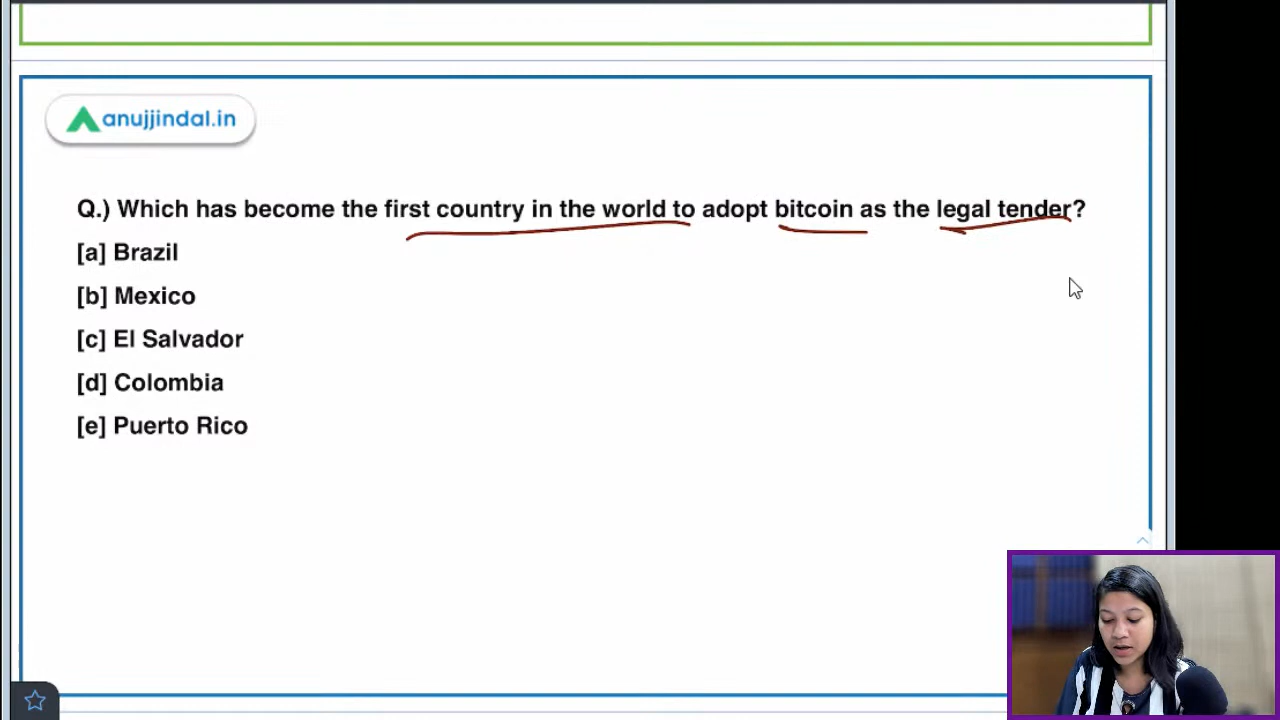 anujjindal.in
Q.) Which has become the first country in the world to adopt bitcoin as the legal tender?
[a] Brazil
[b] Mexico
[c] El Salvador
[d] Colombia
[e] Puerto Rico